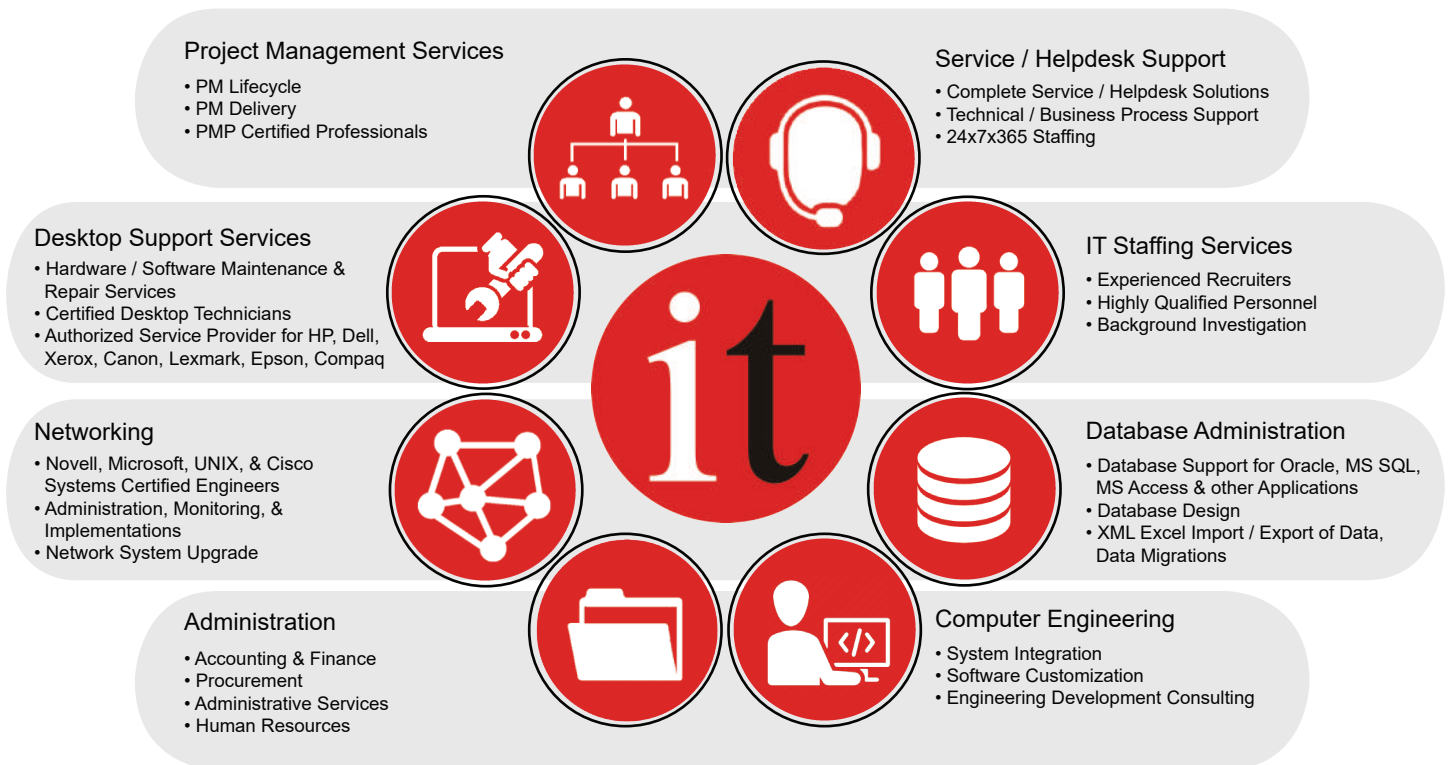 Project Management Services
• PM Lifecycle
• PM Delivery
• PMP Certified Professionals
Service / Helpdesk Support
• Complete Service / Helpdesk Solutions
• Technical / Business Process Support
• 24x7x365 Staffing
Desktop Support Services
• Hardware / Software Maintenance &
Repair Services
• Certified Desktop Technicians
• Authorized Service Provider for HP, Dell,
Xerox, Canon, Lexmark, Epson, Compaq
IT Staffing Services
• Experienced Recruiters
• Highly Qualified Personnel
• Background Investigation
it
Networking
• Novell, Microsoft, UNIX, & Cisco
Systems Certified Engineers
• Administration, Monitoring, &
Implementations
• Network System Upgrade
Database Administration
• Database Support for Oracle, MS SQL,
MS Access & other Applications
• Database Design
• XML Excel Import / Export of Data,
Data Migrations
Administration
• Accounting & Finance
• Procurement
• Administrative Services
• Human Resources
</>
Computer Engineering
• System Integration
• Software Customization
• Engineering Development Consulting